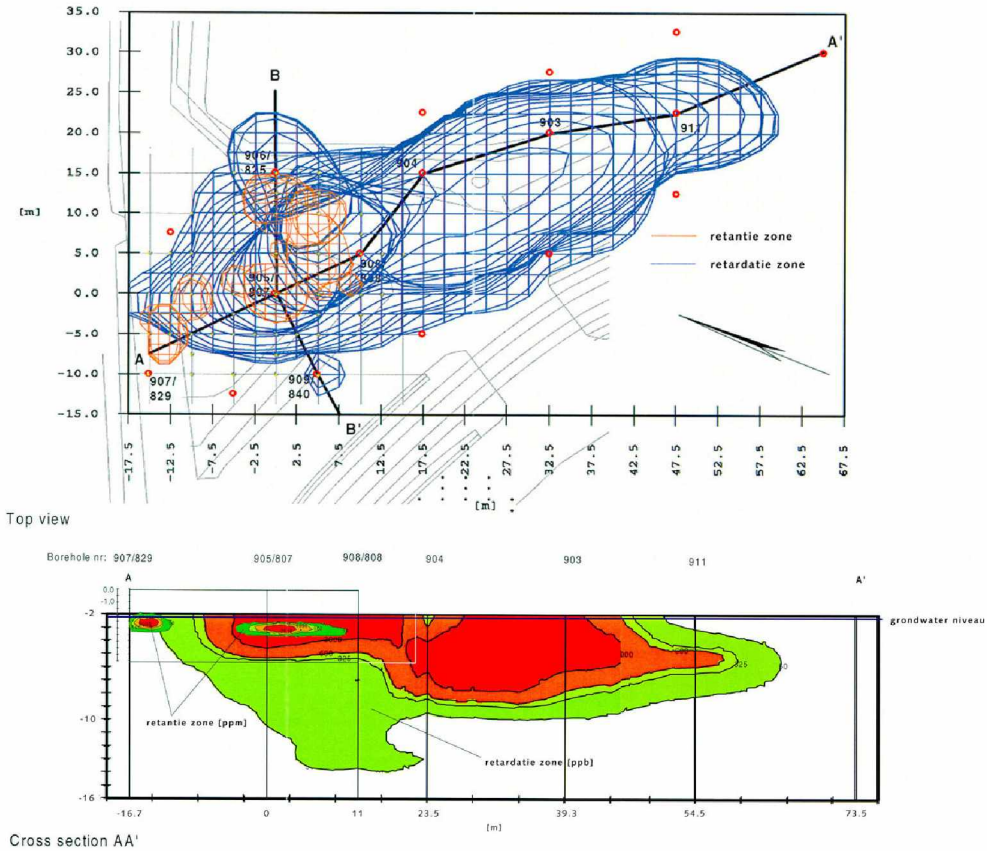 35.0
30.0
25.0
20.0
15.0
10.0
5.0
0.0
-5.0
-10.0
-15.0
[m]
A'
B
903
911
906/
835
904
905/
807
A
907/
829
909
840
B'
retantie zone
retardatie zone
-17.5
-12.5
-7.5
-2.5
2.5
7.5
12.5
17.5
22.5
27.5
32.5
37.5
42.5
47.5
52.5
57.5
62.5
67.5
[m]
Top view
Borehole nr: 907/829 905/807 908/808 904 903 911
A
A'
0.0
-1.0
-2
-10
-16
grondwater niveau
retantie zone [ppm]
retardatie zone [ppb]
-16.7 0 11 23.5 39.3 54.5 73.5
[m]
Cross section AA'